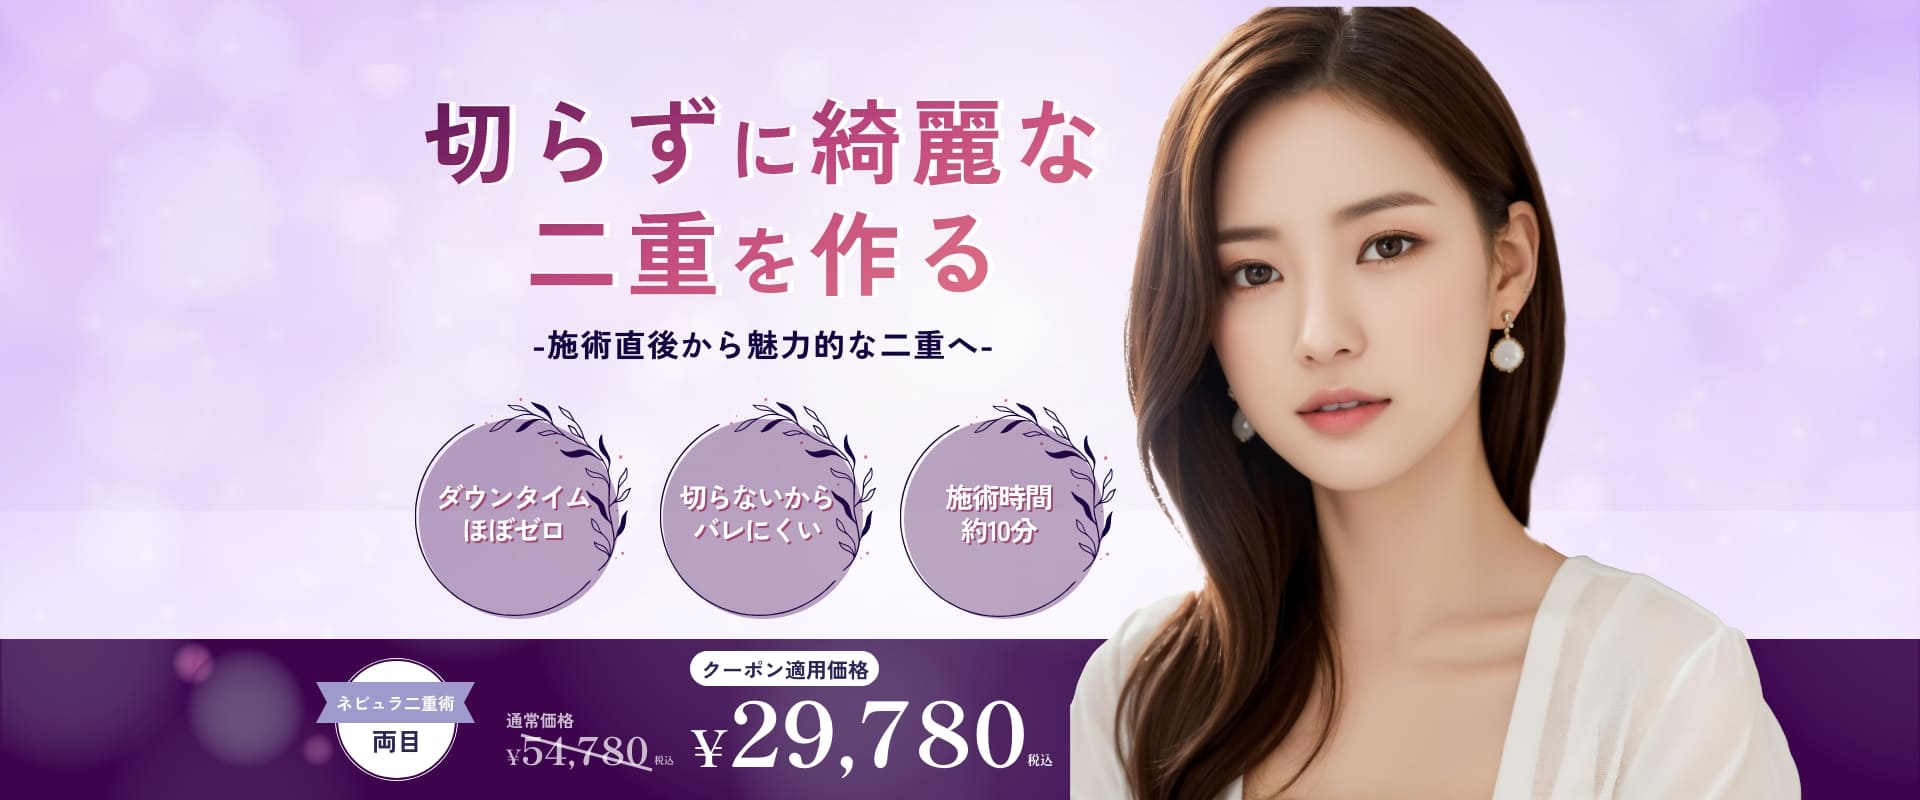 切らずに綺麗な
二重を作る
-施術直後から魅力的な二重へ-
ダウンタイム
ほぼゼロ
切らないから
バレにくい
施術時間
約10分
ネビュラ二重術
両目
通常価格
¥54,780 税込
クーポン適用価格
¥29,780 税込